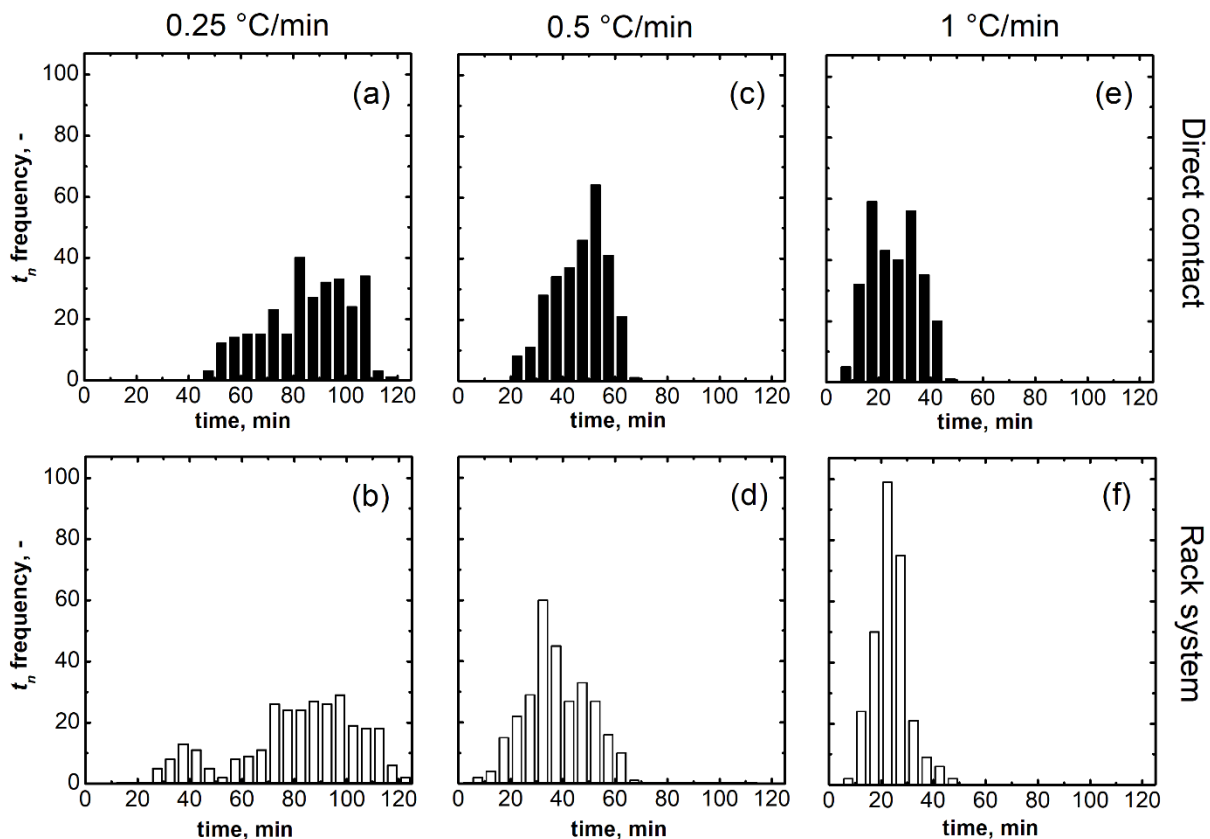 0.25 °C/min
0.5 °C/min
1 °C/min
(a)
(c)
(e)
Direct contact
t_n frequency, -
100
80
60
40
20
0
0 20 40 60 80 100 120
0 20 40 60 80 100 120
0 20 40 60 80 100 120
time, min
time, min
time, min
(b)
(d)
(f)
Rack system
t_n frequency, -
100
80
60
40
20
0
0 20 40 60 80 100 120
0 20 40 60 80 100 120
0 20 40 60 80 100 120
time, min
time, min
time, min